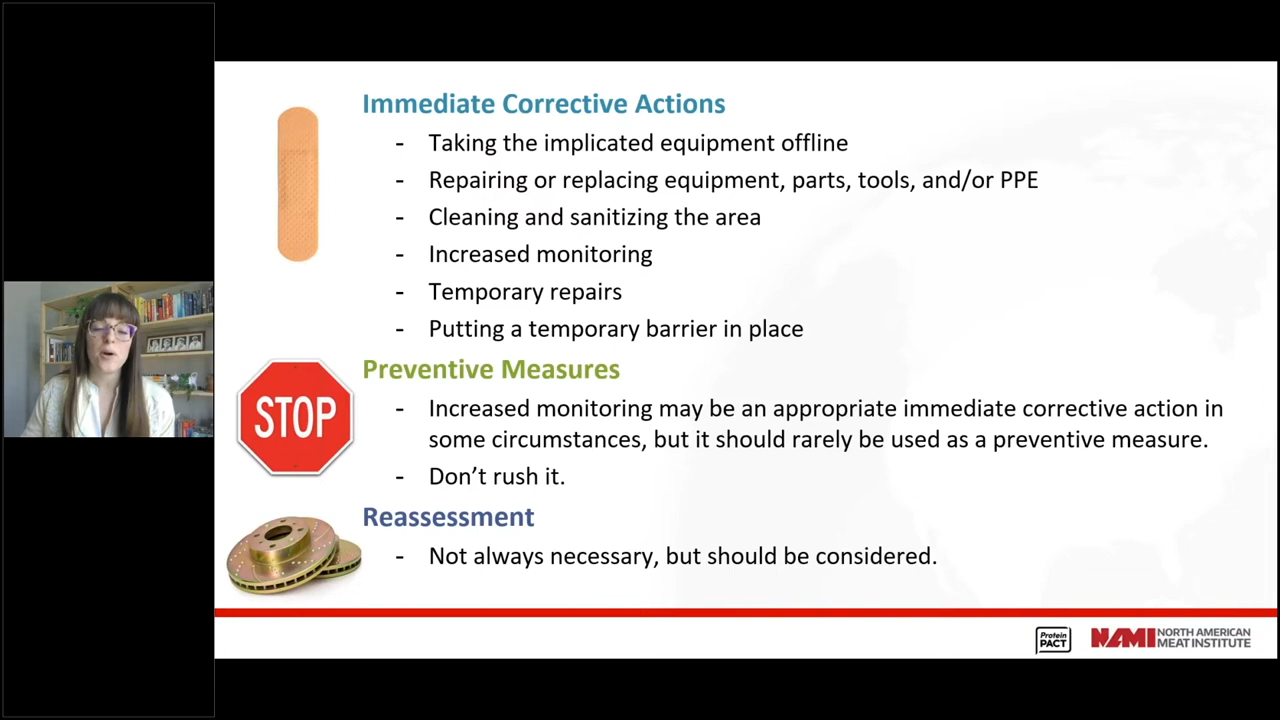 Immediate Corrective Actions
- Taking the implicated equipment offline
- Repairing or replacing equipment, parts, tools, and/or PPE
- Cleaning and sanitizing the area
- Increased monitoring
- Temporary repairs
- Putting a temporary barrier in place
Preventive Measures
STOP
- Increased monitoring may be an appropriate immediate corrective action in
some circumstances, but it should rarely be used as a preventive measure.
- Don’t rush it.
Reassessment
- Not always necessary, but should be considered.
Protein
PACT
NAMI
NORTH AMERICAN
MEAT INSTITUTE